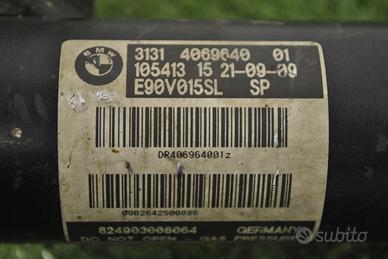 BMW
3131 4069640 01
105413 15 21-09-09
E90V015SL SP
DR406964001z
0982642500086
824903008064 GERMANY
DO NOT OPEN - GAS PRESSURE
subito